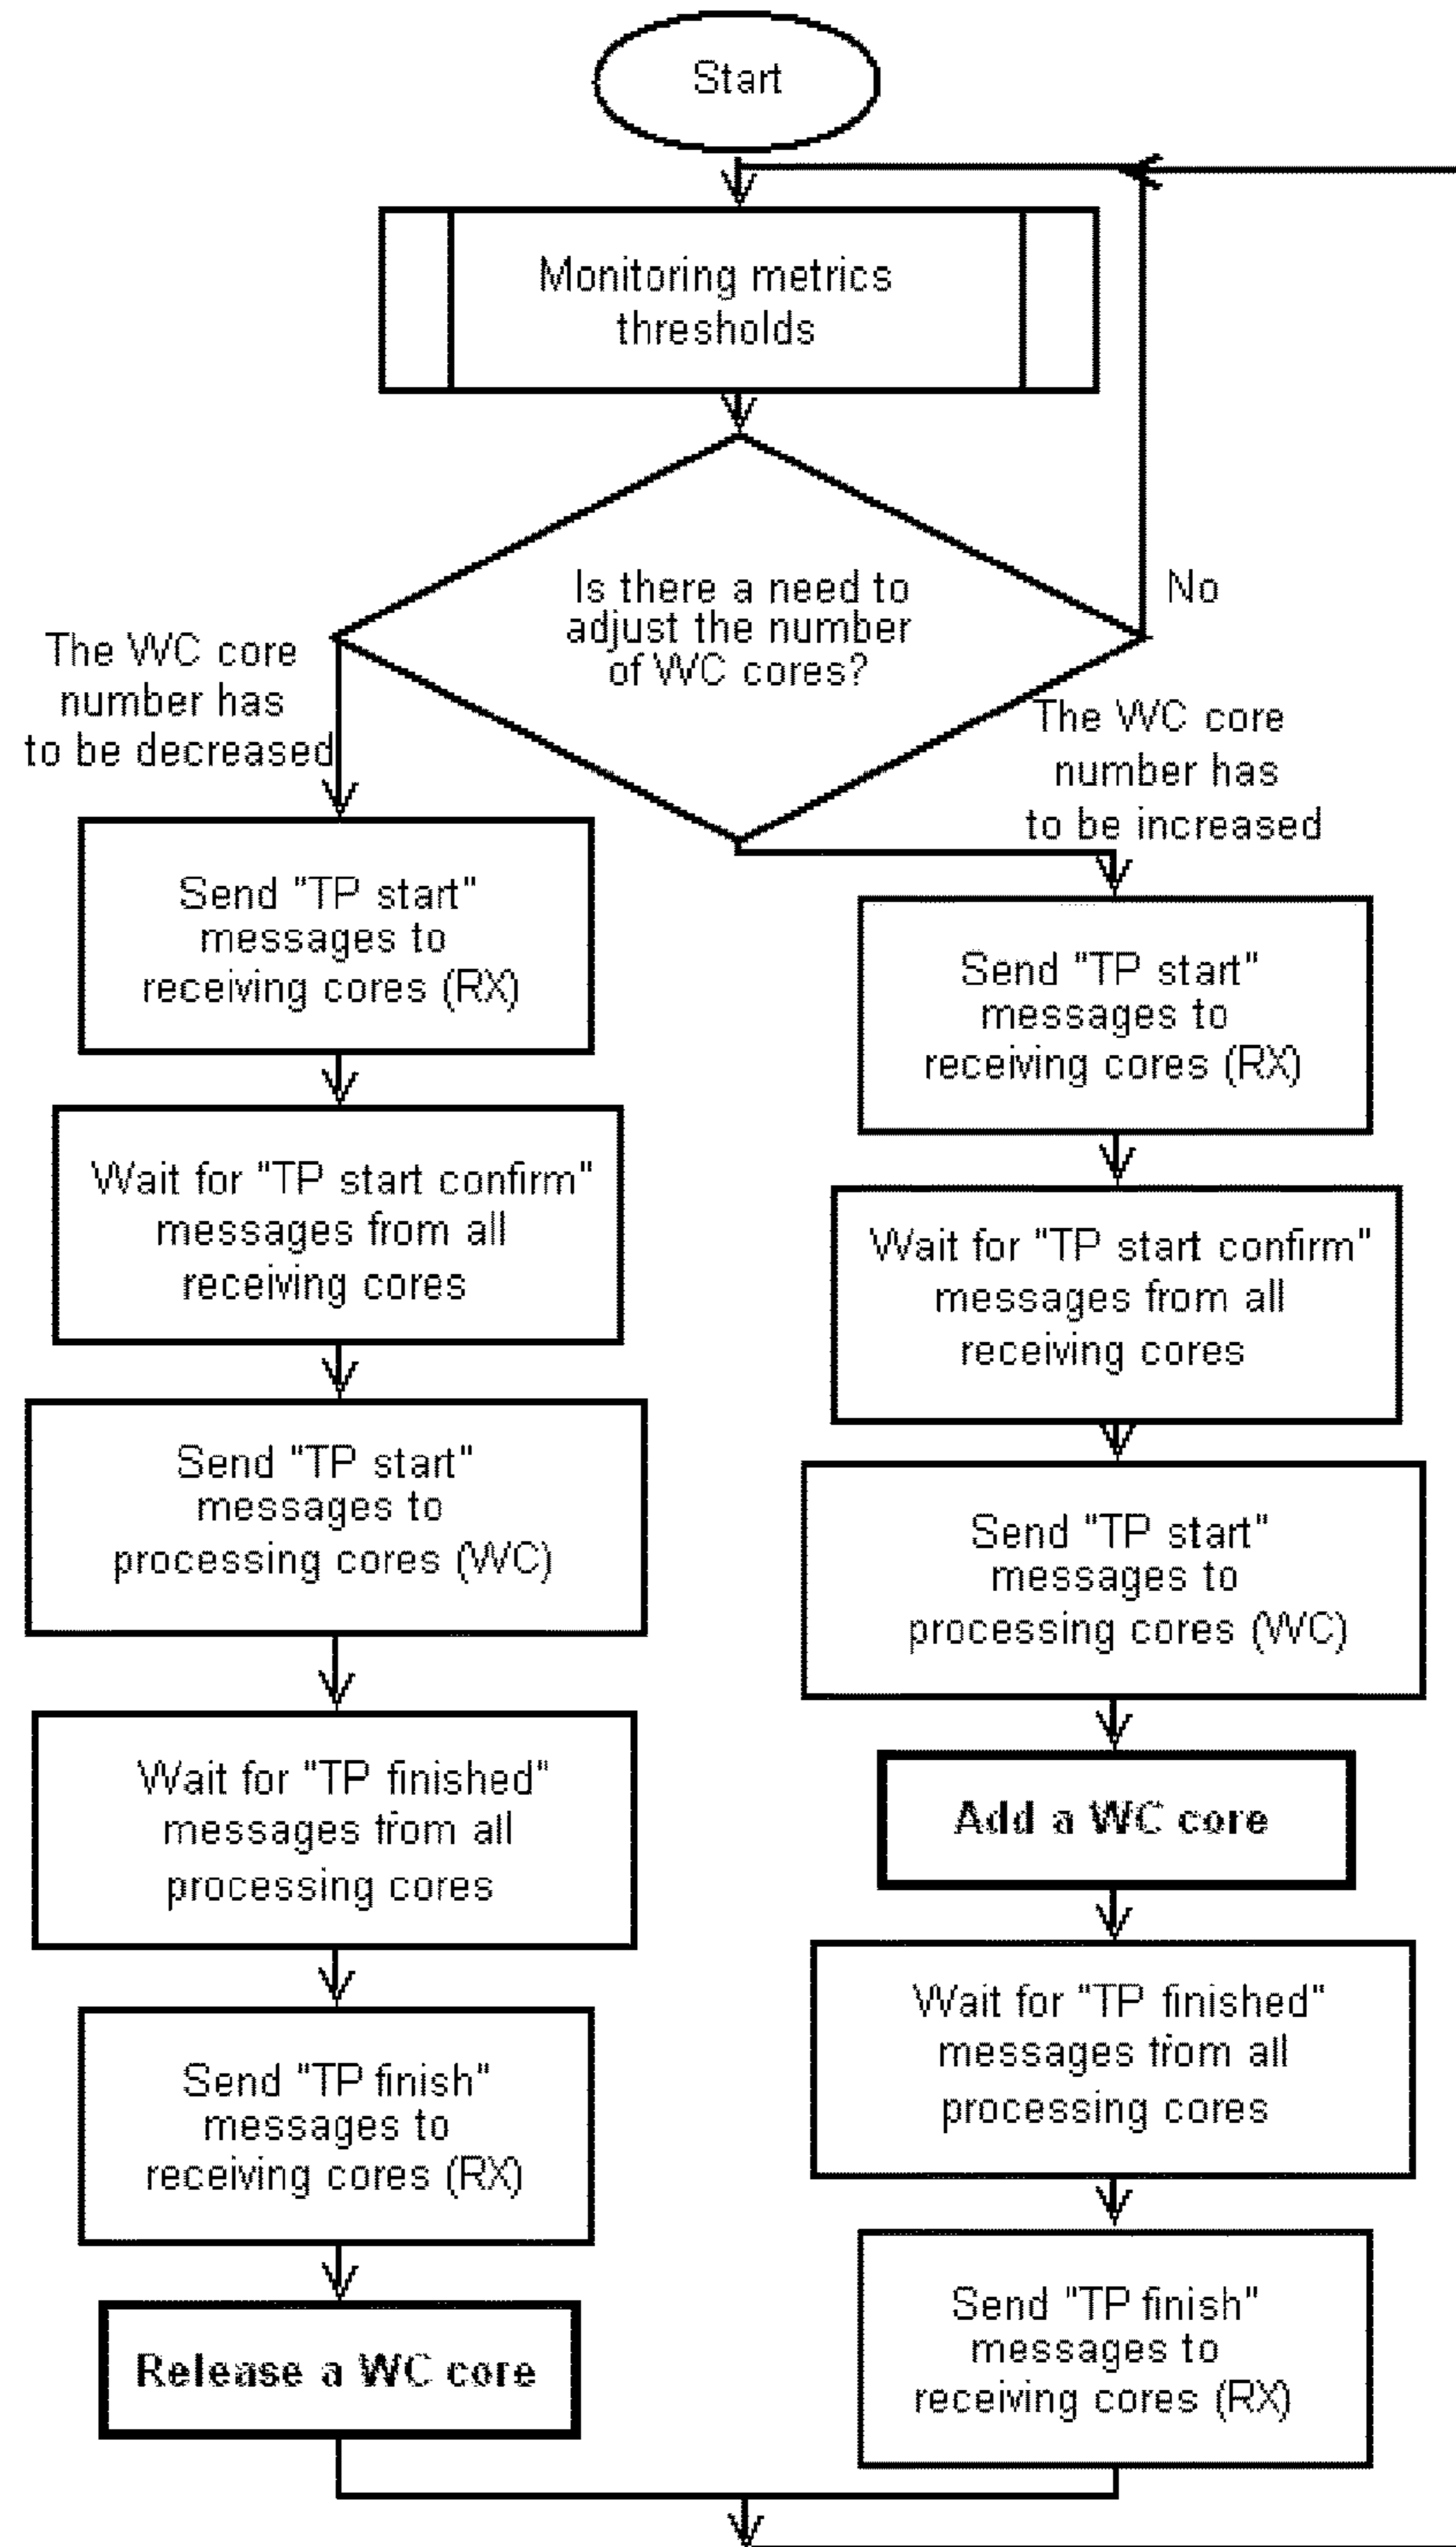 Start
Monitoring metrics
thresholds
Is there a need to
adjust the number
of WC cores?
No
The WC core
number has
to be decreased
The WC core
number has
to be increased
Send "TP start"
messages to
receiving cores (RX)
Wait for "TP start confirm"
messages from all
receiving cores
Send "TP start"
messages to
processing cores (WC)
Wait for "TP finished"
messages from all
processing cores
Send "TP finish"
messages to
receiving cores (RX)
Release a WC core
Send "TP start"
messages to
receiving cores (RX)
Wait for "TP start confirm"
messages from all
receiving cores
Send "TP start"
messages to
processing cores (WC)
Add a WC core
Wait for "TP finished"
messages from all
processing cores
Send "TP finish"
messages to
receiving cores (RX)